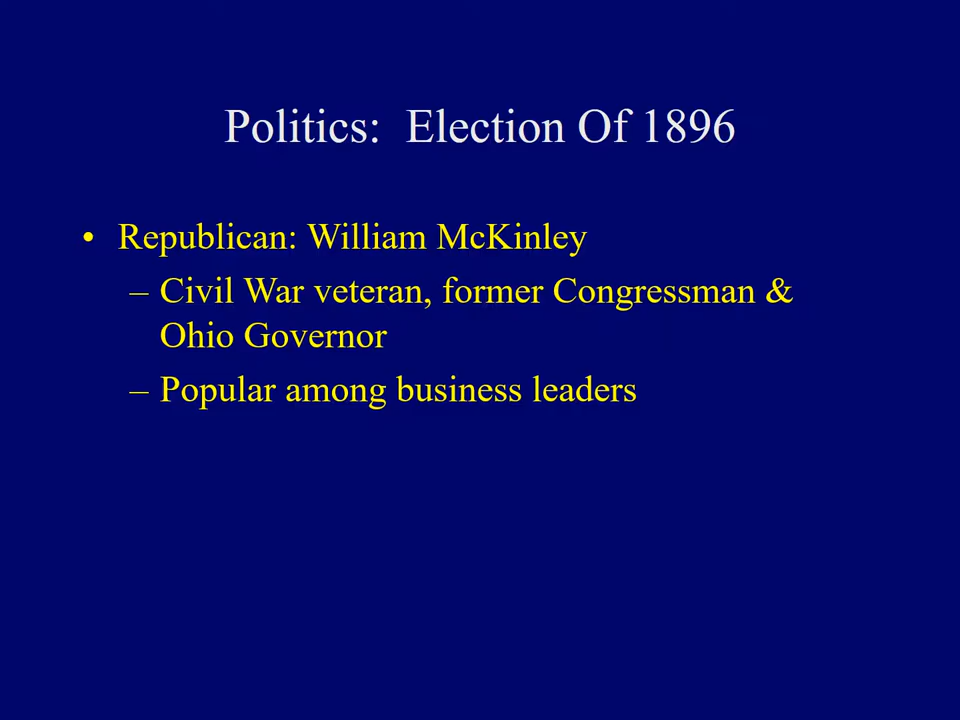 Politics:  Election Of 1896
• Republican: William McKinley
– Civil War veteran, former Congressman &
Ohio Governor
– Popular among business leaders